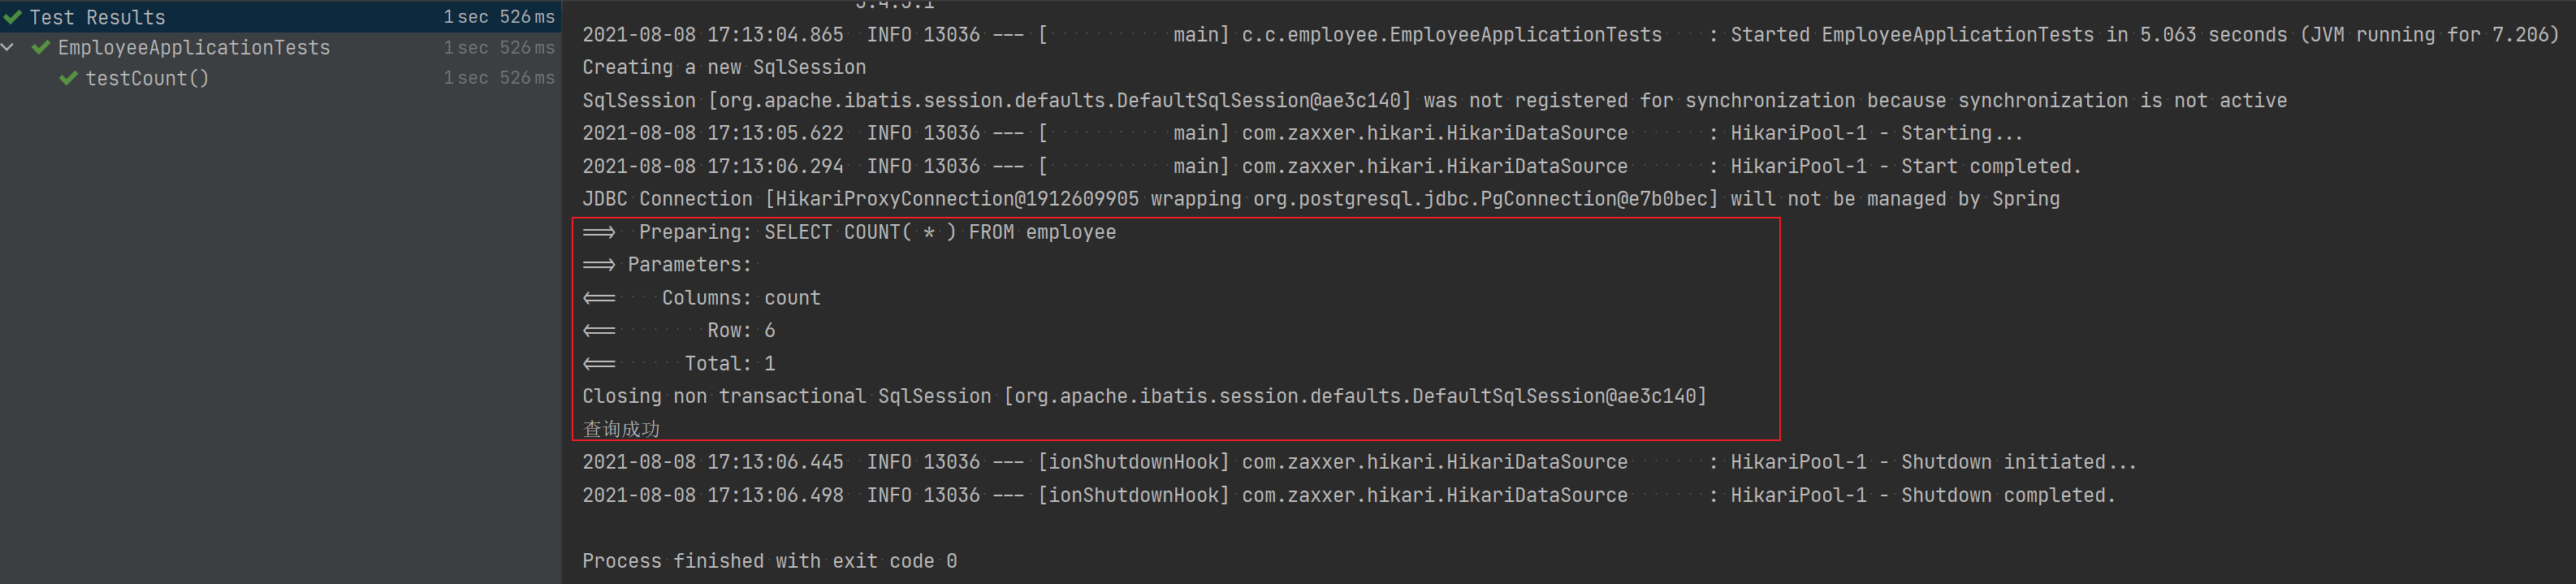 Test Results 1 sec 526 ms
EmployeeApplicationTests 1 sec 526 ms
testCount() 1 sec 526 ms
3.4.3.1
2021-08-08 17:13:04.865  INFO 13036 --- [           main] c.c.employee.EmployeeApplicationTests    : Started EmployeeApplicationTests in 5.063 seconds (JVM running for 7.206)
Creating a new SqlSession
SqlSession [org.apache.ibatis.session.defaults.DefaultSqlSession@ae3c140] was not registered for synchronization because synchronization is not active
2021-08-08 17:13:05.622  INFO 13036 --- [           main] com.zaxxer.hikari.HikariDataSource       : HikariPool-1 - Starting...
2021-08-08 17:13:06.294  INFO 13036 --- [           main] com.zaxxer.hikari.HikariDataSource       : HikariPool-1 - Start completed.
JDBC Connection [HikariProxyConnection@1912609905 wrapping org.postgresql.jdbc.PgConnection@e7b0bec] will not be managed by Spring
==>  Preparing: SELECT COUNT( * ) FROM employee
==> Parameters:
<==    Columns: count
<==        Row: 6
<==      Total: 1
Closing non transactional SqlSession [org.apache.ibatis.session.defaults.DefaultSqlSession@ae3c140]
查询成功
2021-08-08 17:13:06.445  INFO 13036 --- [ionShutdownHook] com.zaxxer.hikari.HikariDataSource       : HikariPool-1 - Shutdown initiated...
2021-08-08 17:13:06.498  INFO 13036 --- [ionShutdownHook] com.zaxxer.hikari.HikariDataSource       : HikariPool-1 - Shutdown completed.
Process finished with exit code 0